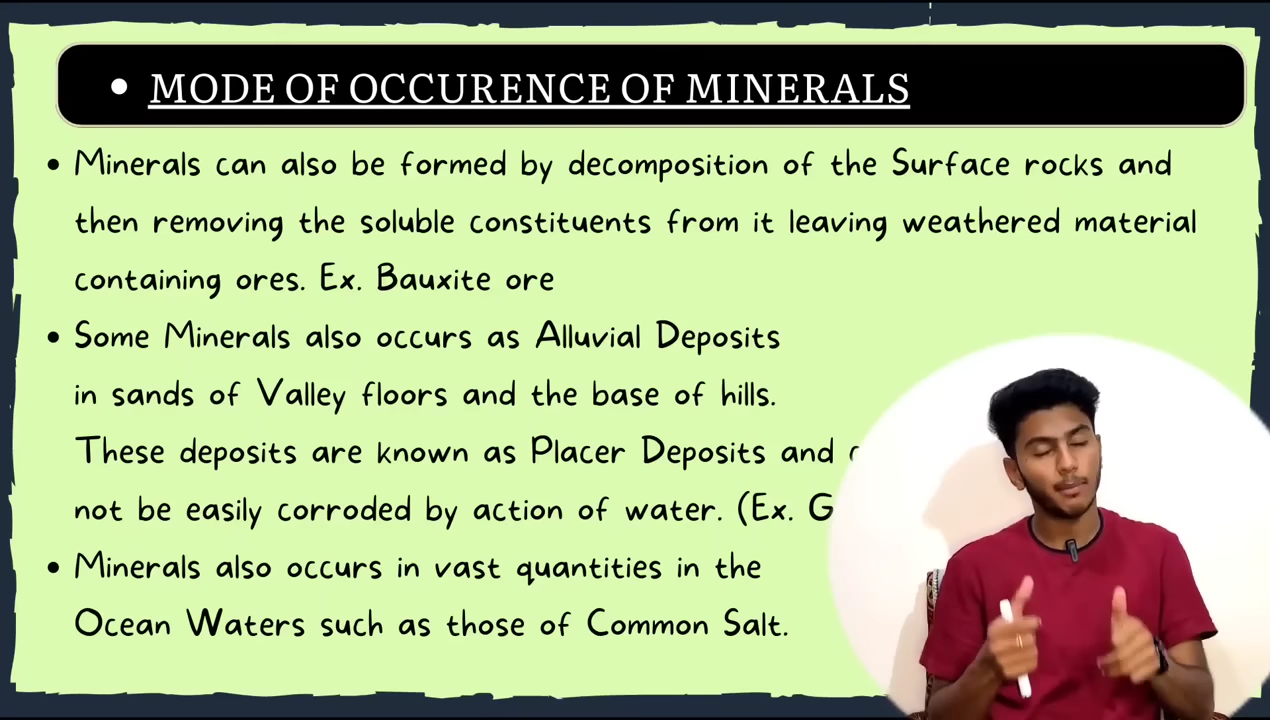 MODE OF OCCURENCE OF MINERALS
Minerals can also be formed by decomposition of the Surface rocks and
then removing the soluble constituents from it leaving weathered material
containing ores. Ex. Bauxite ore
Some Minerals also occurs as Alluvial Deposits
in sands of Valley floors and the base of hills.
These deposits are known as Placer Deposits and
not be easily corroded by action of water. (Ex.
Minerals also occurs in vast quantities in the
Ocean Waters such as those of Common Salt.